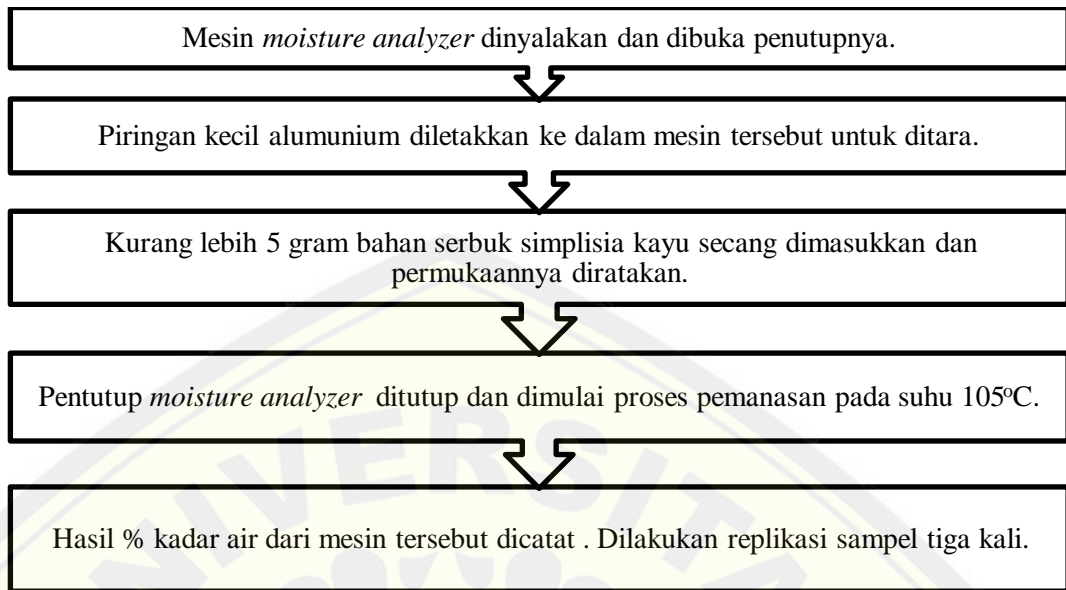 Mesin moisture analyzer dinyalakan dan dibuka penutupnya.
Piringan kecil alumunium diletakkan ke dalam mesin tersebut untuk ditara.
Kurang lebih 5 gram bahan serbuk simplisia kayu secang dimasukkan dan
permukaannya diratakan.
Pentutup moisture analyzer ditutup dan dimulai proses pemanasan pada suhu 105°C.
Hasil % kadar air dari mesin tersebut dicatat . Dilakukan replikasi sampel tiga kali.
NIVERSITA